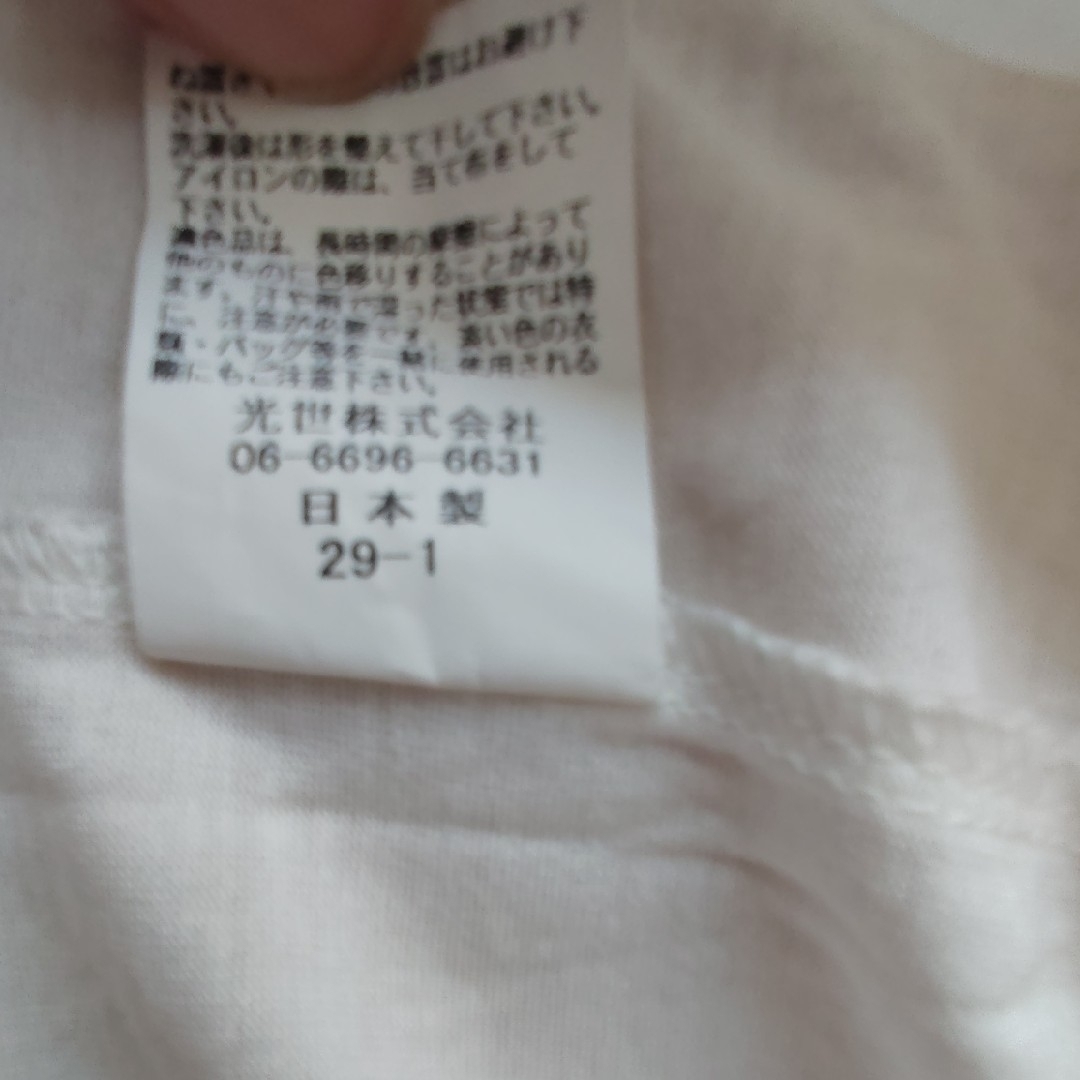 はお避け下
さい。
洗濯後は形を整えて干して下さい。
アイロンの際は、当て布をして
下さい。
濃色品は、長時間の摩擦によって
他のものに色移りすることがあり
ます。汗や雨で湿った状態では特
に、注意が必要です。濃い色の衣
類・バッグ等を一緒に使用される
際にもご注意下さい。
光世株式会社
06-6696-6631
日本製
29-1